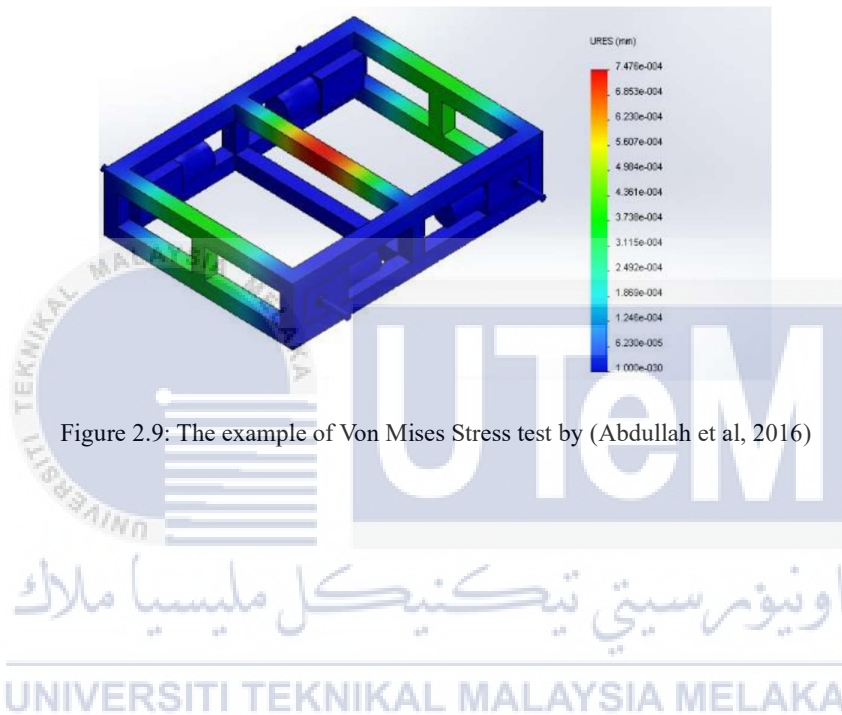 URES (mm)
7.476e-004
6.853e-004
6.230e-004
5.607e-004
4.984e-004
4.361e-004
3.738e-004
3.115e-004
2.492e-004
1.869e-004
1.246e-004
6.230e-005
1.000e-030
UNIVERSITI TEKNIKAL MALAYSIA
UTeM
Figure 2.9: The example of Von Mises Stress test by (Abdullah et al, 2016)
اونيۏرسيتي تيكنيكل مليسيا ملاك
UNIVERSITI TEKNIKAL MALAYSIA MELAKA